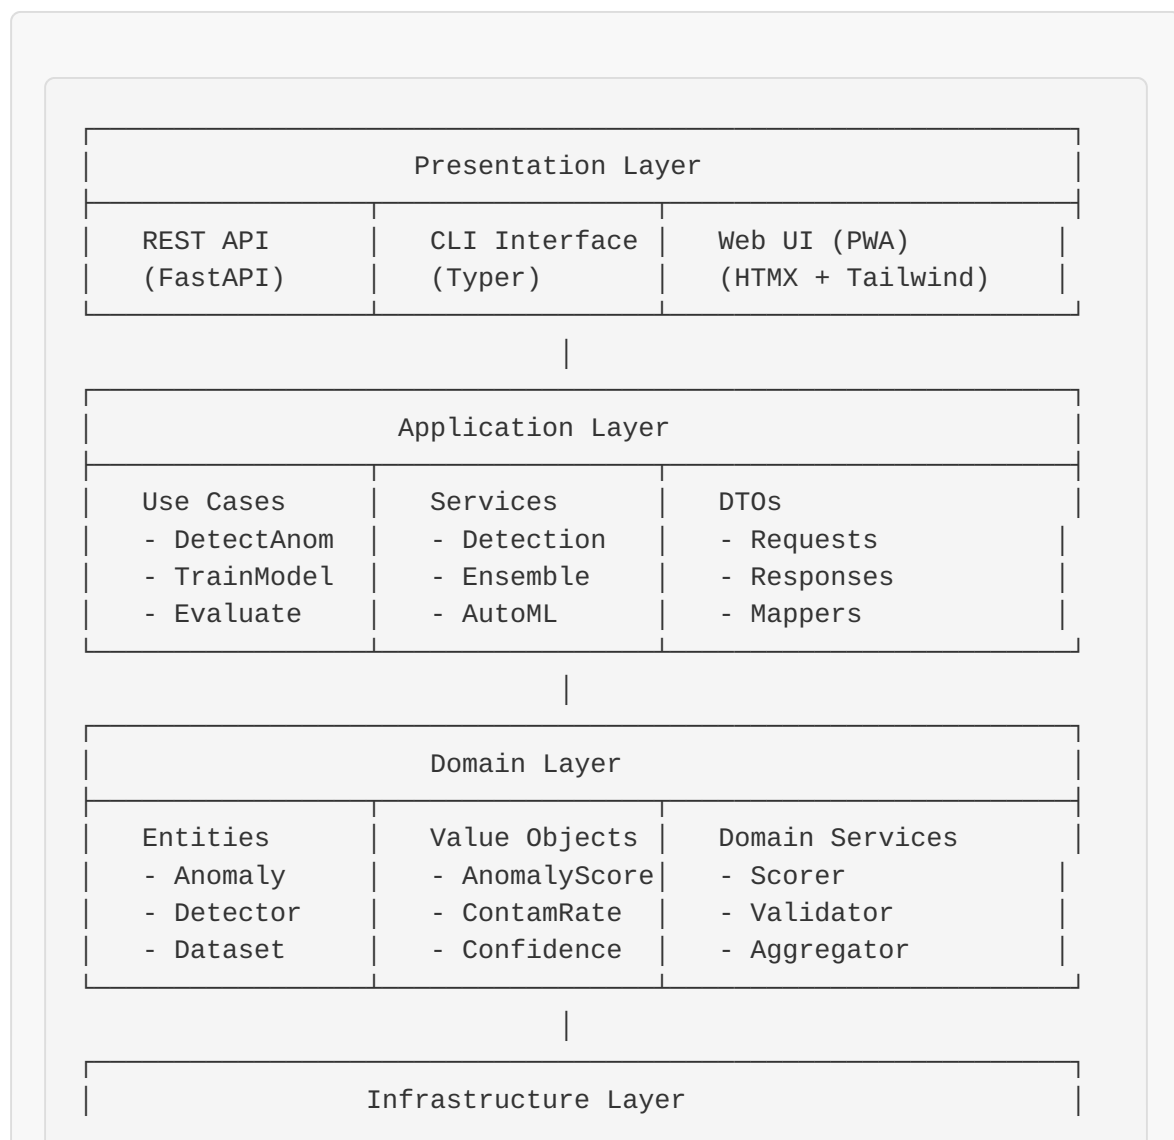 Presentation Layer
REST API │ CLI Interface │ Web UI (PWA)
(FastAPI) │ (Typer) │ (HTMX + Tailwind)
Application Layer
Use Cases │ Services │ DTOs
- DetectAnom │ - Detection │ - Requests
- TrainModel │ - Ensemble │ - Responses
- Evaluate │ - AutoML │ - Mappers
Domain Layer
Entities │ Value Objects │ Domain Services
- Anomaly │ - AnomalyScore│ - Scorer
- Detector │ - ContamRate │ - Validator
- Dataset │ - Confidence │ - Aggregator
Infrastructure Layer